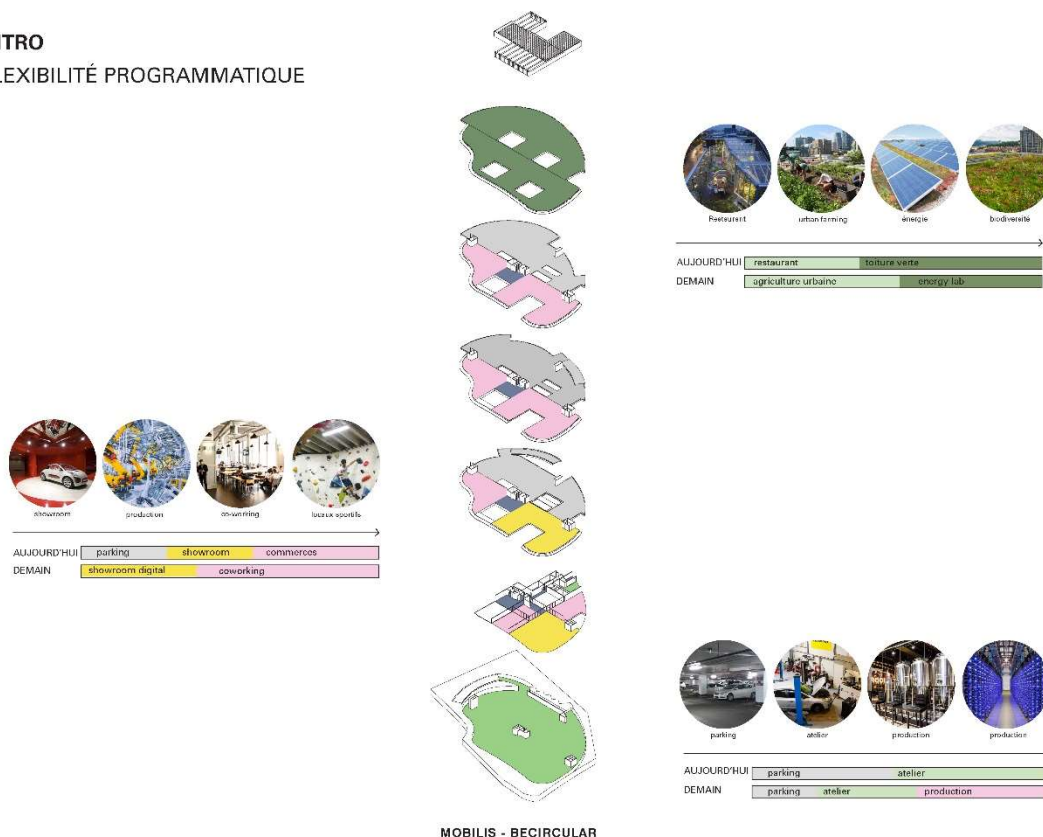 ITRO
LEXIBILITÉ PROGRAMMATIQUE
Restaurant urban farming énergie biodiversité
AUJOURD'HUI restaurant toiture verte
DEMAIN agriculture urbaine energy lab
showroom production co-working locaux sportifs
AUJOURD'HUI parking showroom commerces
DEMAIN showroom digital coworking
parking atelier production production
AUJOURD'HUI parking atelier
DEMAIN parking atelier production
MOBILIS - BECIRCULAR